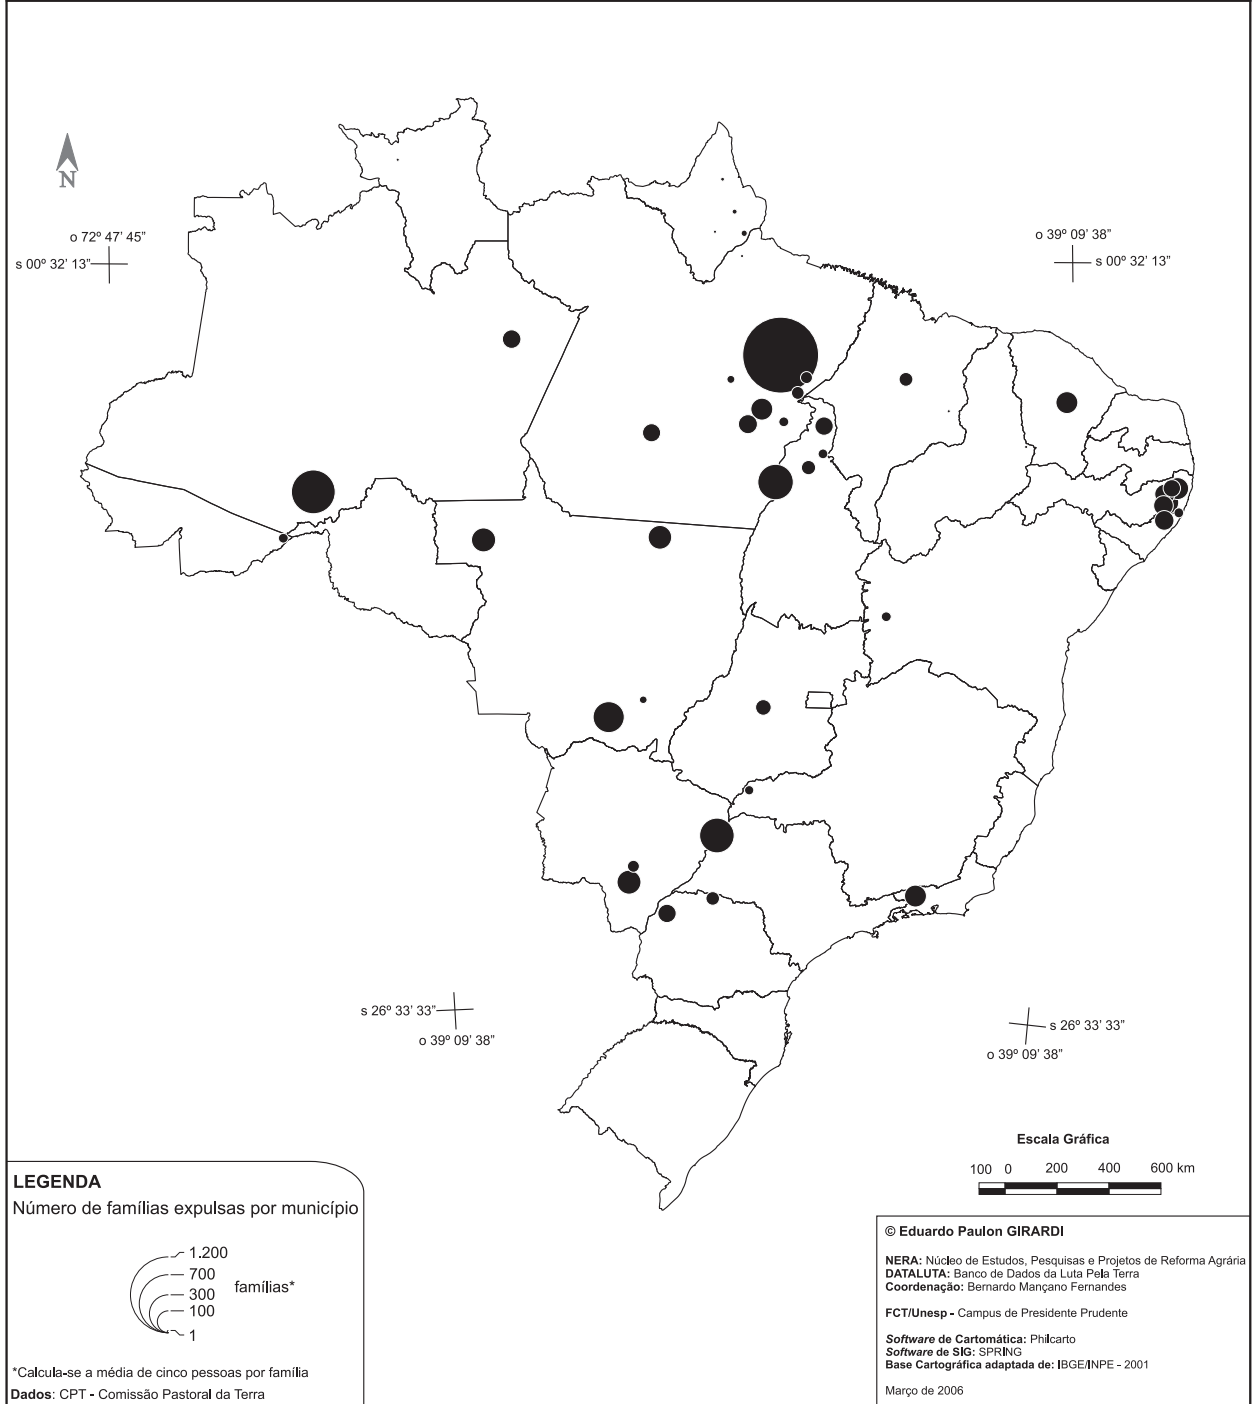 N
o 72º 47' 45"
s 00º 32' 13"
o 39º 09' 38"
s 00º 32' 13"
s 26º 33' 33"
o 39º 09' 38"
s 26º 33' 33"
o 39º 09' 38"
Escala Gráfica
100 0 200 400 600 km
LEGENDA
Número de famílias expulsas por município
1.200
700
300
100
1
famílias*
*Calcula-se a média de cinco pessoas por família
Dados: CPT - Comissão Pastoral da Terra
© Eduardo Paulon GIRARDI
NERA: Núcleo de Estudos, Pesquisas e Projetos de Reforma Agrária
DATALUTA: Banco de Dados da Luta Pela Terra
Coordenação: Bernardo Mançano Fernandes
FCT/Unesp - Campus de Presidente Prudente
Software de Cartomática: Philcarto
Software de SIG: SPRING
Base Cartográfica adaptada de: IBGE/INPE - 2001
Março de 2006